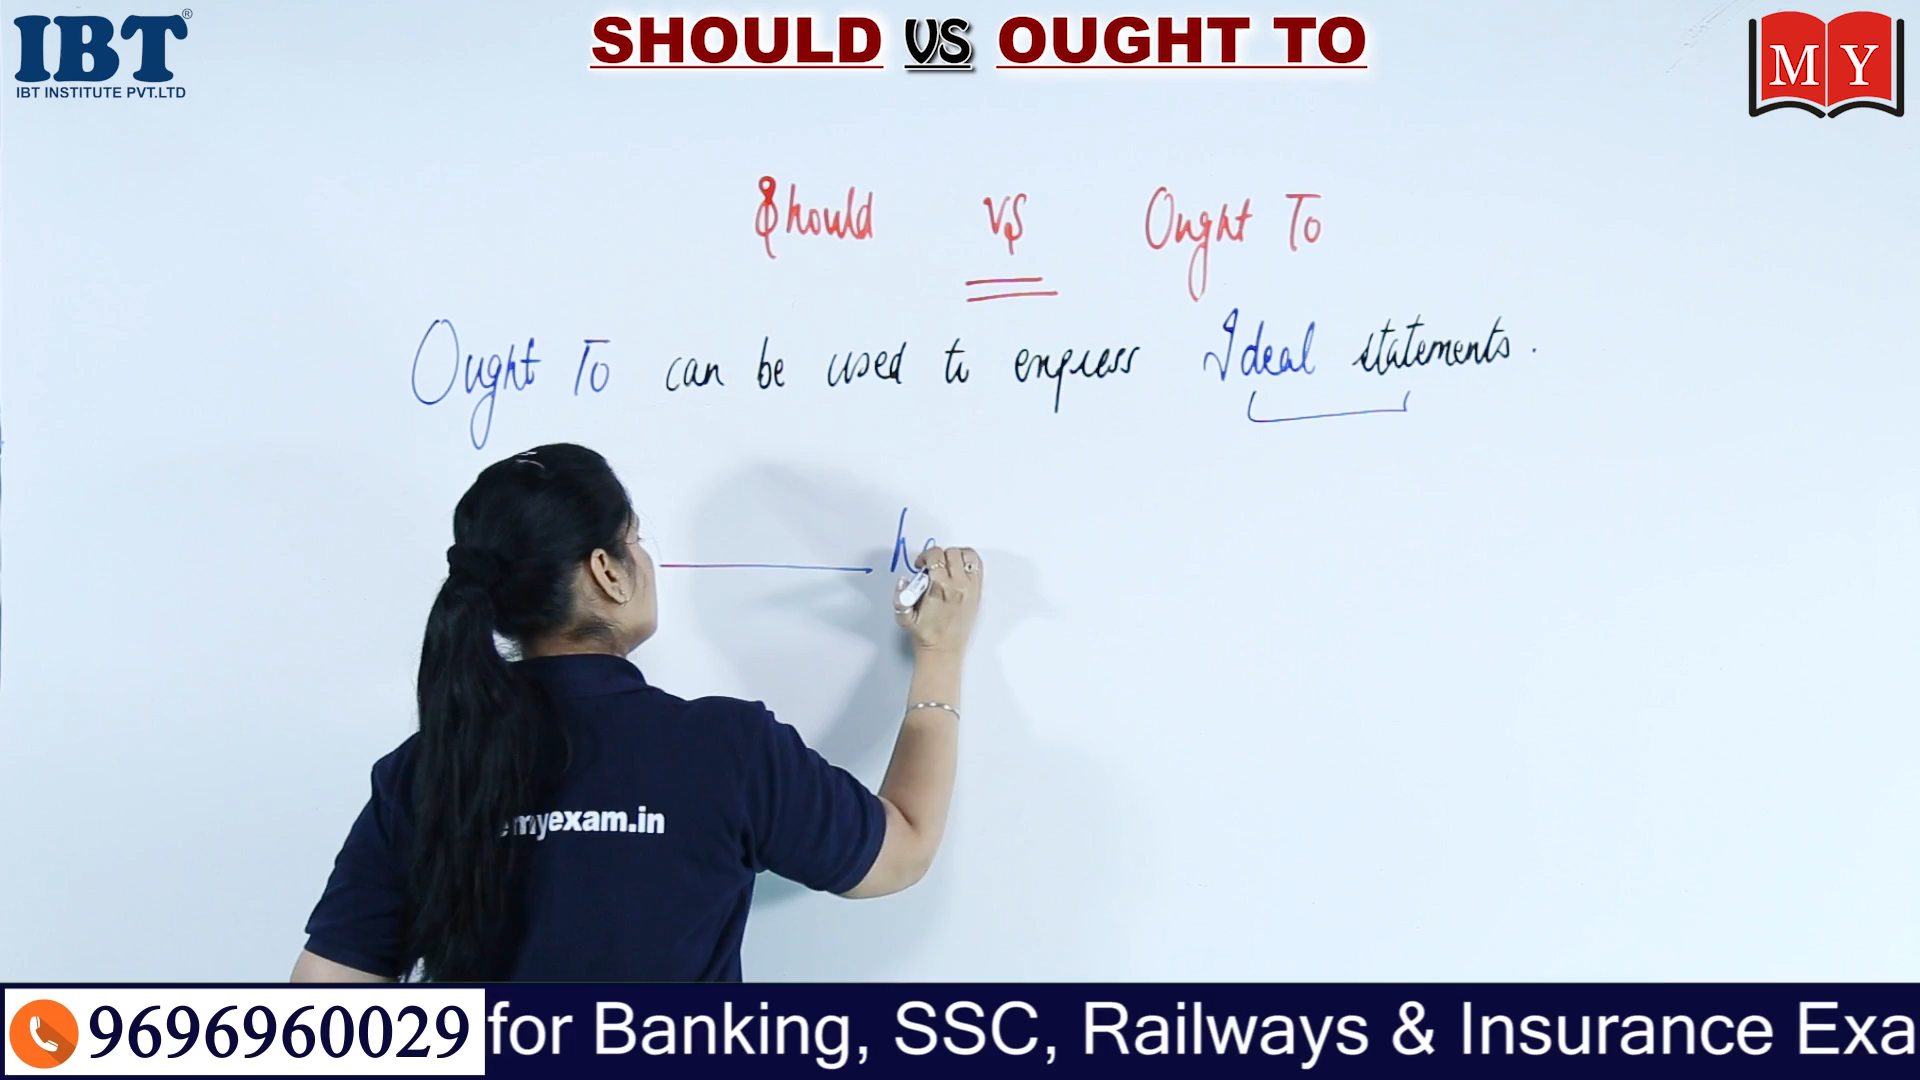 IBT®
IBT INSTITUTE PVT.LTD
SHOULD VS OUGHT TO
M Y
Should VS Ought To
Ought To can be used to express Ideal statements.
myexam.in
9696960029
for Banking, SSC, Railways & Insurance Exa